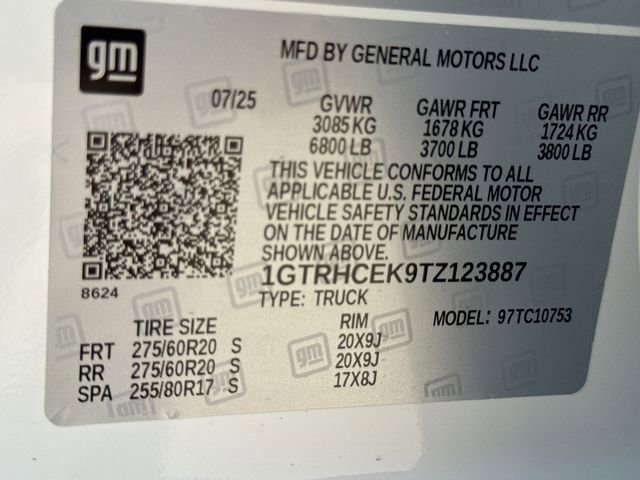 gm
MFD BY GENERAL MOTORS LLC
07/25 GVWR GAWR FRT GAWR RR
3085 KG 1678 KG 1724 KG
6800 LB 3700 LB 3800 LB
THIS VEHICLE CONFORMS TO ALL
APPLICABLE U.S. FEDERAL MOTOR
VEHICLE SAFETY STANDARDS IN EFFECT
ON THE DATE OF MANUFACTURE
SHOWN ABOVE.
1GTRHCEK9TZ123887
8624
TYPE: TRUCK
TIRE SIZE RIM MODEL: 97TC10753
FRT 275/60R20 S 20X9J
RR 275/60R20 S 20X9J
SPA 255/80R17 S 17X8J